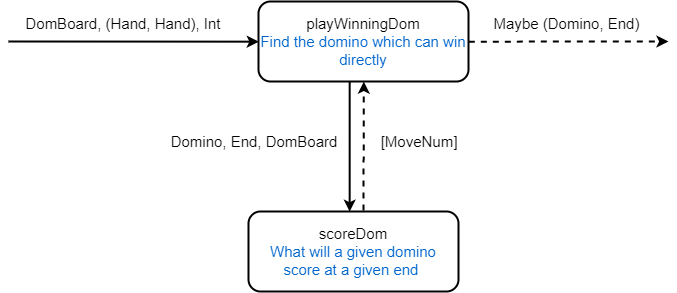 DomBoard, (Hand, Hand), Int
playWinningDom
Find the domino which can win
directly
Maybe (Domino, End)
Domino, End, DomBoard
[MoveNum]
scoreDom
What will a given domino
score at a given end